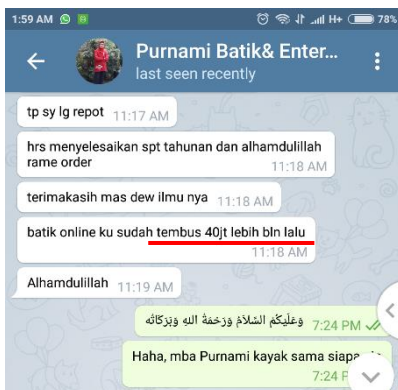 1:59 AM H+ 78%
Purnami Batik& Enter...
last seen recently
tp sy lg repot 11:17 AM
hrs menyelesaikan spt tahunan dan alhamdulillah
rame order 11:18 AM
terimakasih mas dew ilmu nya 11:18 AM
batik online ku sudah tembus 40jt lebih bln lalu
11:18 AM
Alhamdulillah 11:19 AM
وَعَلَيْكُمُ السَّلاَمُ وَرَحْمَةُ اللهِ وَبَرَكَاتُه 7:24 PM
Haha, mba Purnami kayak sama siapa
7:24 P